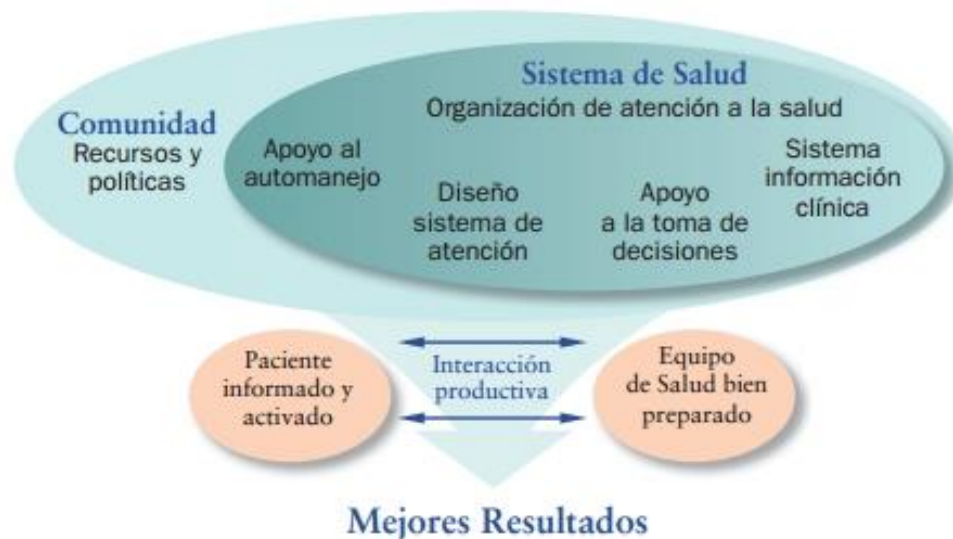 Sistema de Salud
Organización de atención a la salud
Comunidad
Recursos y
políticas
Apoyo al
automanejo
Diseño
sistema de
atención
Apoyo
a la toma de
decisiones
Sistema
información
clínica
Paciente
informado y
activado
Interacción
productiva
Equipo
de Salud bien
preparado
Mejores Resultados